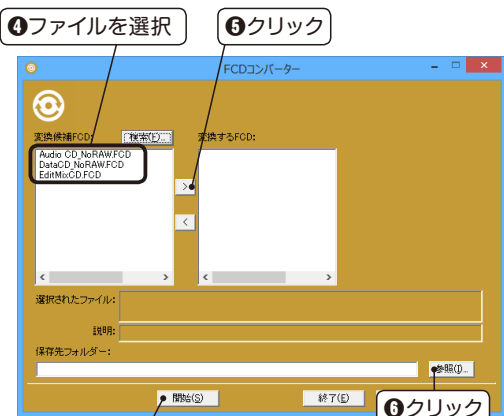 ❹ファイルを選択
❺クリック
FCDコンバーター
変換候補FCD:
検索(F)...
変換するFCD:
Audio CD_NoRAW.FCD
DataCD_NoRAW.FCD
EditMixCD.FCD
>
<
選択されたファイル:
説明:
保存先フォルダー:
参照(I)...
開始(S)
終了(E)
❻クリック